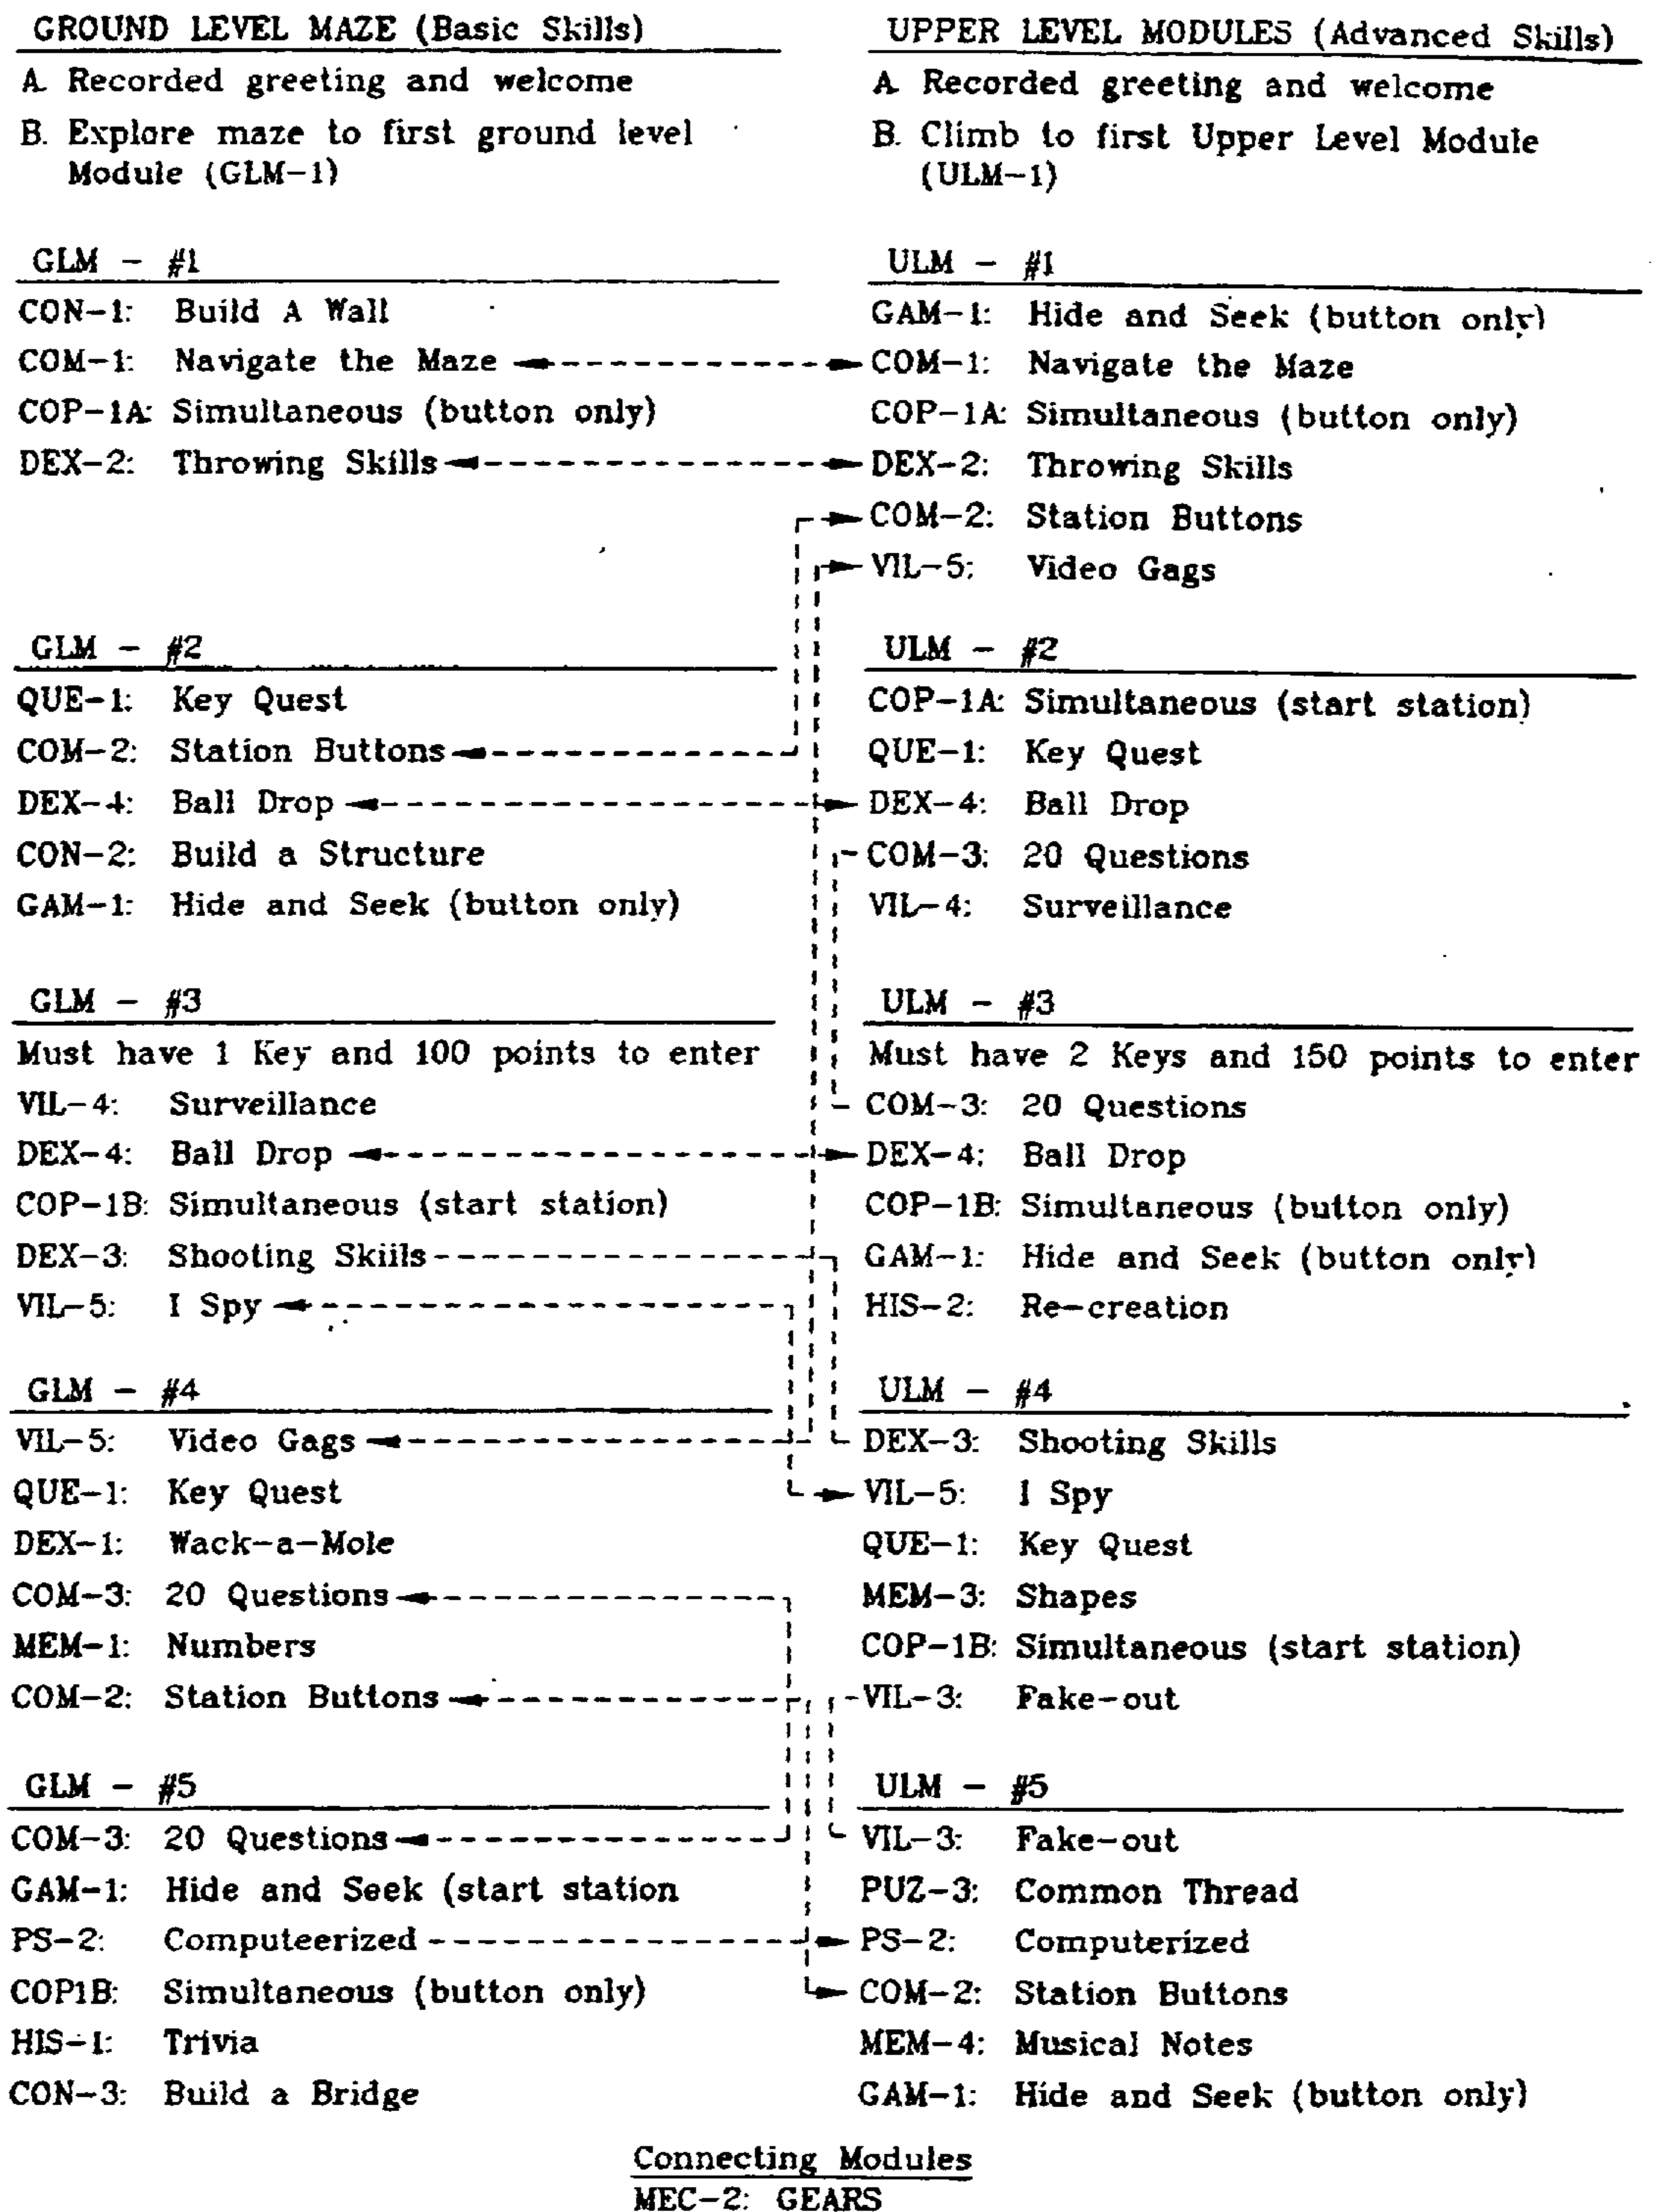 GROUND LEVEL MAZE (Basic Skills)
A. Recorded greeting and welcome
B. Explore maze to first ground level
Module (GLM-1)
GLM - #1
CON-1: Build A Wall
COM-1: Navigate the Maze
COP-1A: Simultaneous (button only)
DEX-2: Throwing Skills
GLM - #2
QUE-1: Key Quest
COM-2: Station Buttons
DEX-4: Ball Drop
CON-2: Build a Structure
GAM-1: Hide and Seek (button only)
GLM - #3
Must have 1 Key and 100 points to enter
VIL-4: Surveillance
DEX-4: Ball Drop
COP-1B: Simultaneous (start station)
DEX-3: Shooting Skills
VIL-5: I Spy
GLM - #4
VIL-5: Video Gags
QUE-1: Key Quest
DEX-1: Wack-a-Mole
COM-3: 20 Questions
MEM-1: Numbers
COM-2: Station Buttons
GLM - #5
COM-3: 20 Questions
GAM-1: Hide and Seek (start station
PS-2: Computeerized
COP1B: Simultaneous (button only)
HIS-1: Trivia
CON-3: Build a Bridge
UPPER LEVEL MODULES (Advanced Skills)
A. Recorded greeting and welcome
B. Climb to first Upper Level Module
(ULM-1)
ULM - #1
GAM-1: Hide and Seek (button only)
COM-1: Navigate the Maze
COP-1A: Simultaneous (button only)
DEX-2: Throwing Skills
COM-2: Station Buttons
VIL-5: Video Gags
ULM - #2
COP-1A: Simultaneous (start station)
QUE-1: Key Quest
DEX-4: Ball Drop
COM-3: 20 Questions
VIL-4: Surveillance
ULM - #3
Must have 2 Keys and 150 points to enter
COM-3: 20 Questions
DEX-4: Ball Drop
COP-1B: Simultaneous (button only)
GAM-1: Hide and Seek (button only)
HIS-2: Re-creation
ULM - #4
DEX-3: Shooting Skills
VIL-5: I Spy
QUE-1: Key Quest
MEM-3: Shapes
COP-1B: Simultaneous (start station)
VIL-3: Fake-out
ULM - #5
VIL-3: Fake-out
PUZ-3: Common Thread
PS-2: Computerized
COM-2: Station Buttons
MEM-4: Musical Notes
GAM-1: Hide and Seek (button only)
Connecting Modules
MEC-2: GEARS